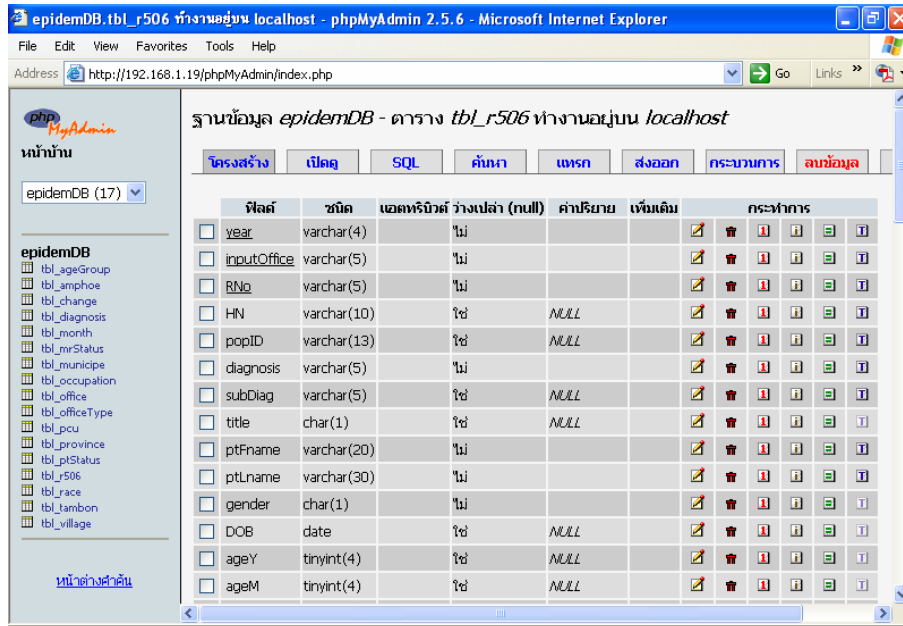 epidemDB.tbl_r506 ทำงานอยู่บน localhost - phpMyAdmin 2.5.6 - Microsoft Internet Explorer
File Edit View Favorites Tools Help
Address http://192.168.1.19/phpMyAdmin/index.php Go Links »
php MyAdmin
หน้าบ้าน
epidemDB (17)
epidemDB
tbl_ageGroup
tbl_amphoe
tbl_change
tbl_diagnosis
tbl_month
tbl_mrStatus
tbl_municipe
tbl_occupation
tbl_office
tbl_officeType
tbl_pcu
tbl_province
tbl_ptStatus
tbl_r506
tbl_race
tbl_tambon
tbl_village
หน้าต่างคำค้น
ฐานข้อมูล epidemDB - ตาราง tbl_r506 ทำงานอยู่บน localhost
โครงสร้าง เปิดดู SQL ค้นหา แทรก ส่งออก กระบวนการ ลบข้อมูล
ฟิลด์ ชนิด แอตทริบิวต์ ว่างเปล่า (null) ค่าปริยาย เพิ่มเติม กระทำการ
year varchar(4) ไม่
inputOffice varchar(5) ไม่
RNo varchar(5) ไม่
HN varchar(10) ใช่ NULL
popID varchar(13) ใช่ NULL
diagnosis varchar(5) ไม่
subDiag varchar(5) ใช่ NULL
title char(1) ใช่ NULL
ptFname varchar(20) ไม่
ptLname varchar(30) ไม่
gender char(1) ไม่
DOB date ใช่ NULL
ageY tinyint(4) ใช่ NULL
ageM tinyint(4) ใช่ NULL